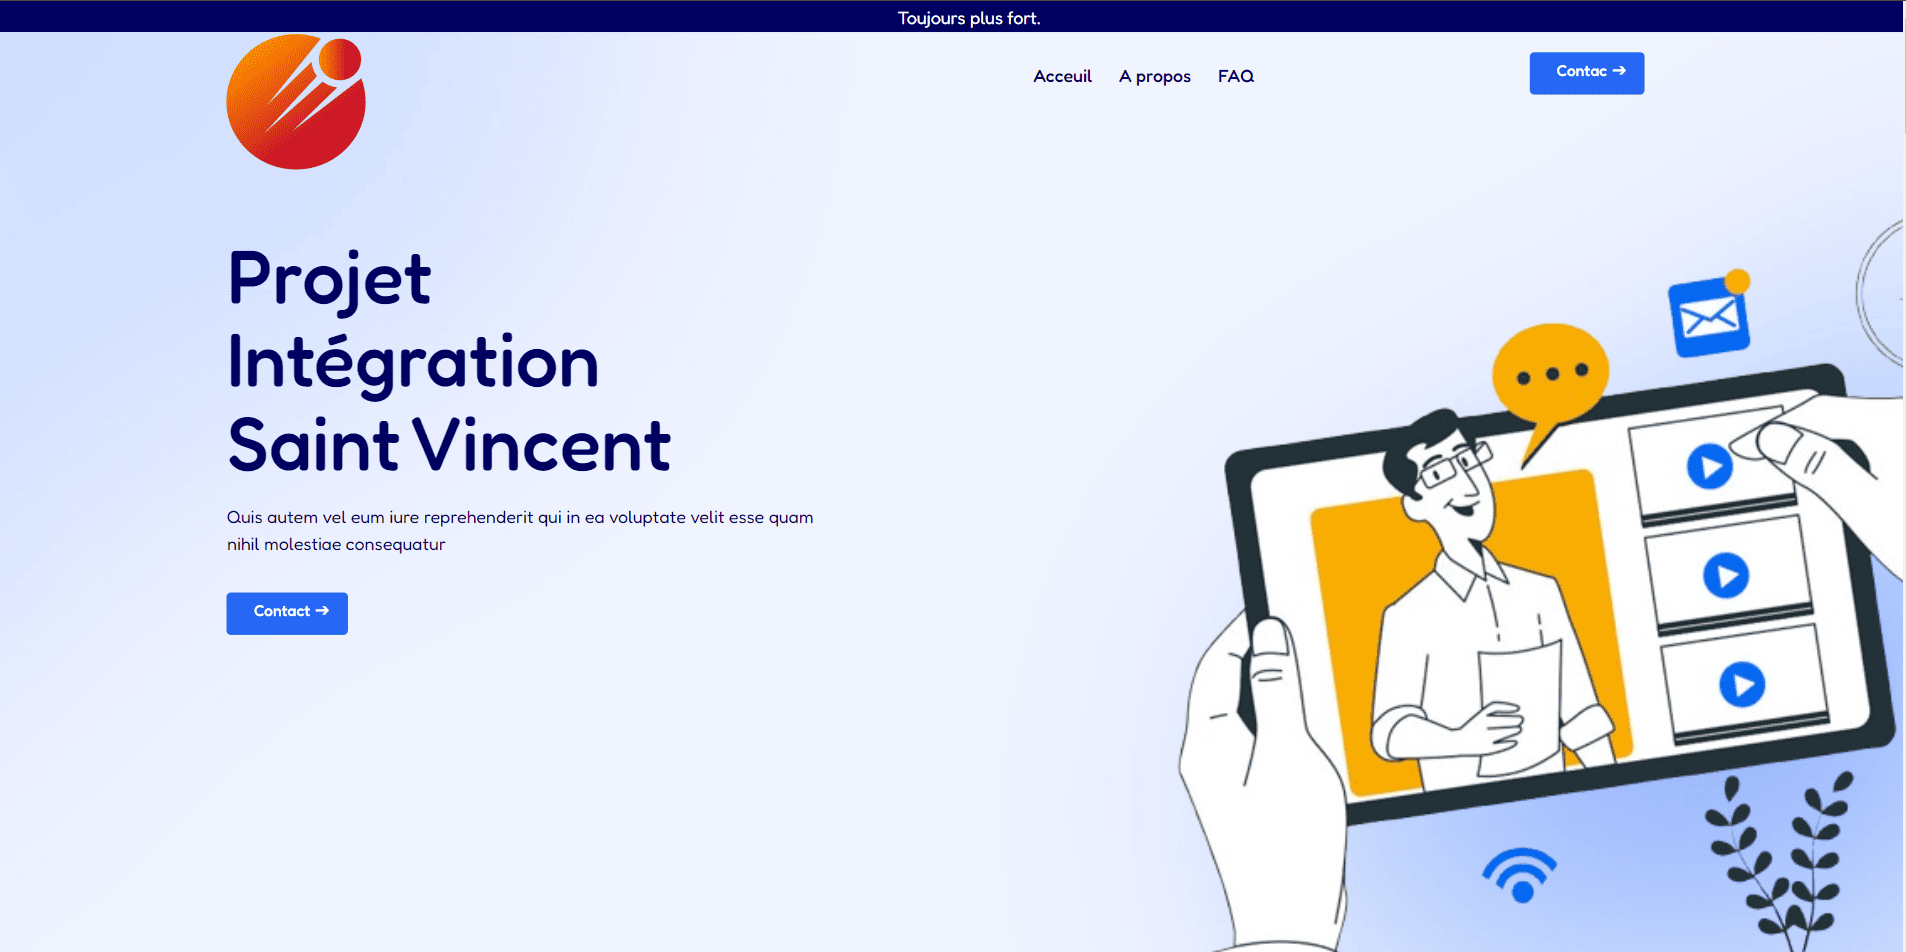 Toujours plus fort.
Acceuil A propos FAQ Contac ➔
Projet
Intégration
Saint Vincent
Quis autem vel eum iure reprehenderit qui in ea voluptate velit esse quam
nihil molestiae consequatur
Contact ➔